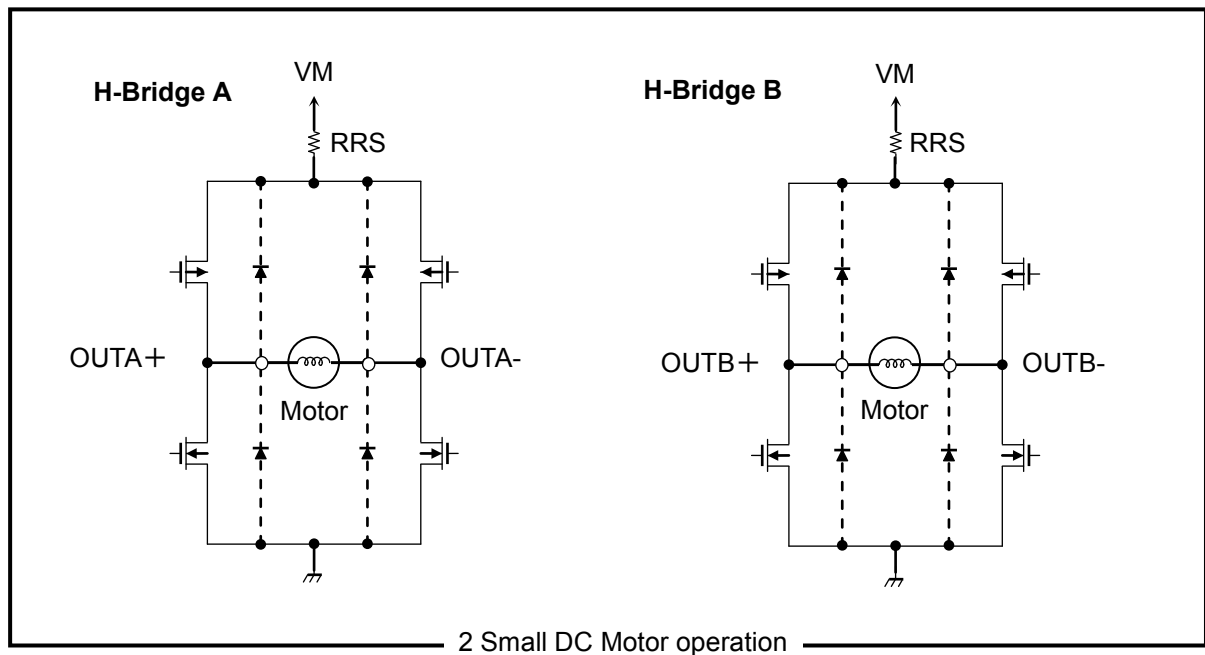 H-Bridge A
VM
RRS
OUTA+
OUTA-
Motor
H-Bridge B
VM
RRS
OUTB+
OUTB-
Motor
2 Small DC Motor operation